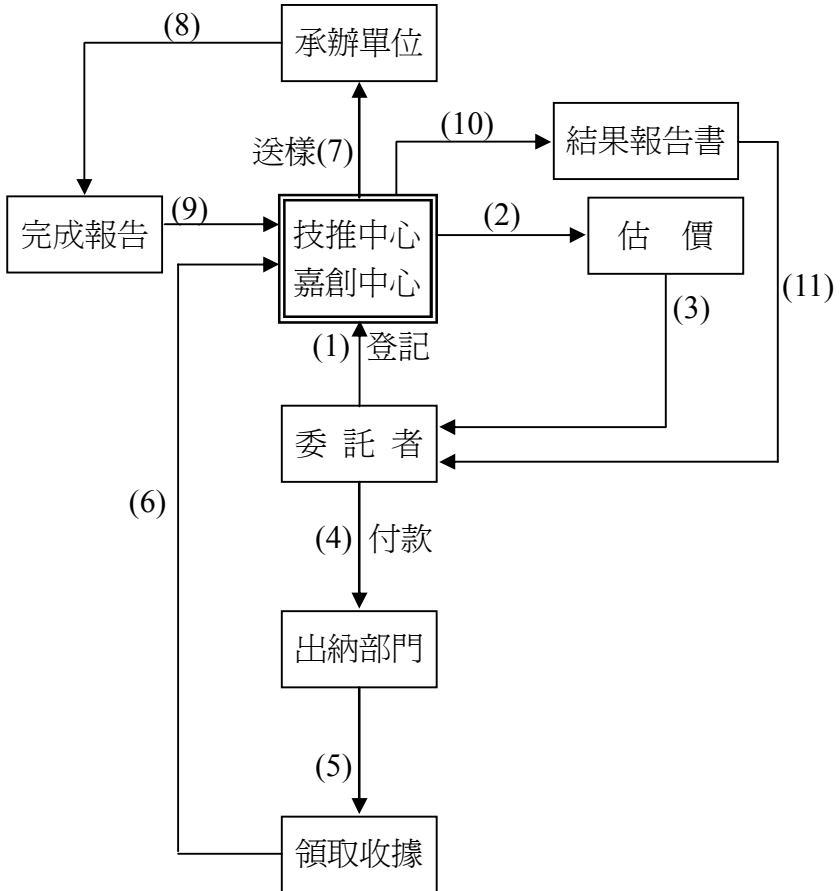 (8)
承辦單位
(10)
結果報告書
送樣(7)
完成報告
(9)
技推中心
嘉創中心
(2)
估　價
(11)
(3)
(1) 登記
委 託 者
(6)
(4) 付款
出納部門
(5)
領取收據